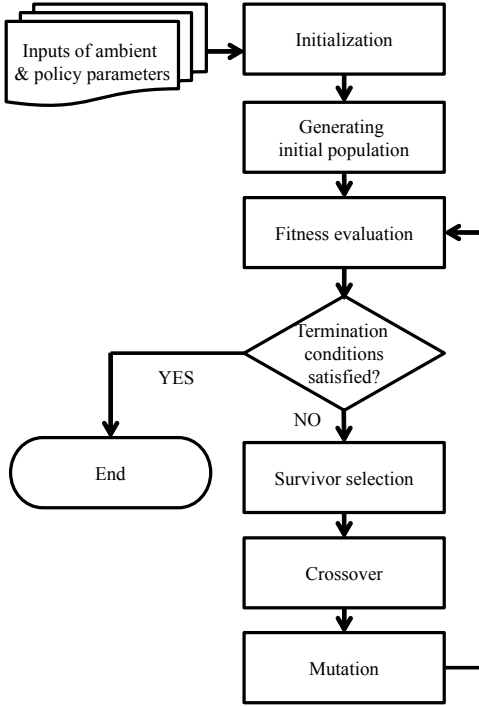 Inputs of ambient
& policy parameters
Initialization
Generating
initial population
Fitness evaluation
Termination
conditions
satisfied?
YES
NO
End
Survivor selection
Crossover
Mutation